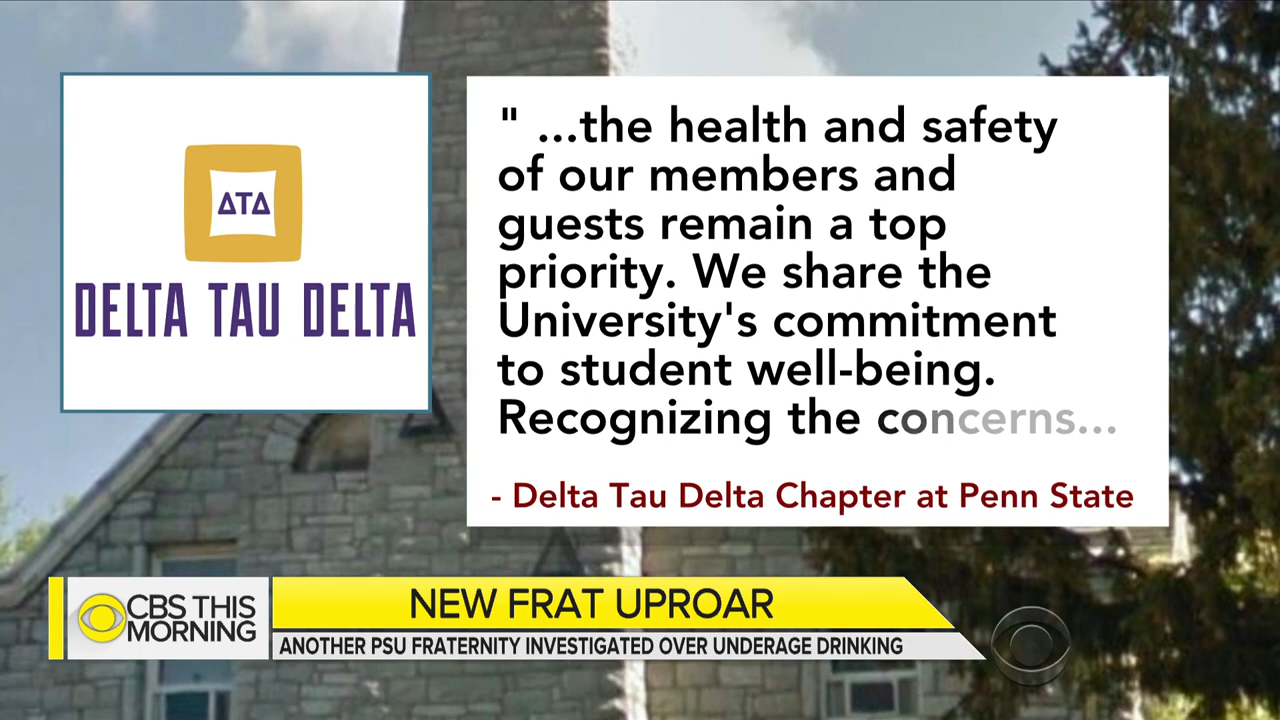 ΔΤΔ
DELTA TAU DELTA
" ...the health and safety
of our members and
guests remain a top
priority. We share the
University's commitment
to student well-being.
Recognizing the concerns...
- Delta Tau Delta Chapter at Penn State
CBS THIS
MORNING
NEW FRAT UPROAR
ANOTHER PSU FRATERNITY INVESTIGATED OVER UNDERAGE DRINKING